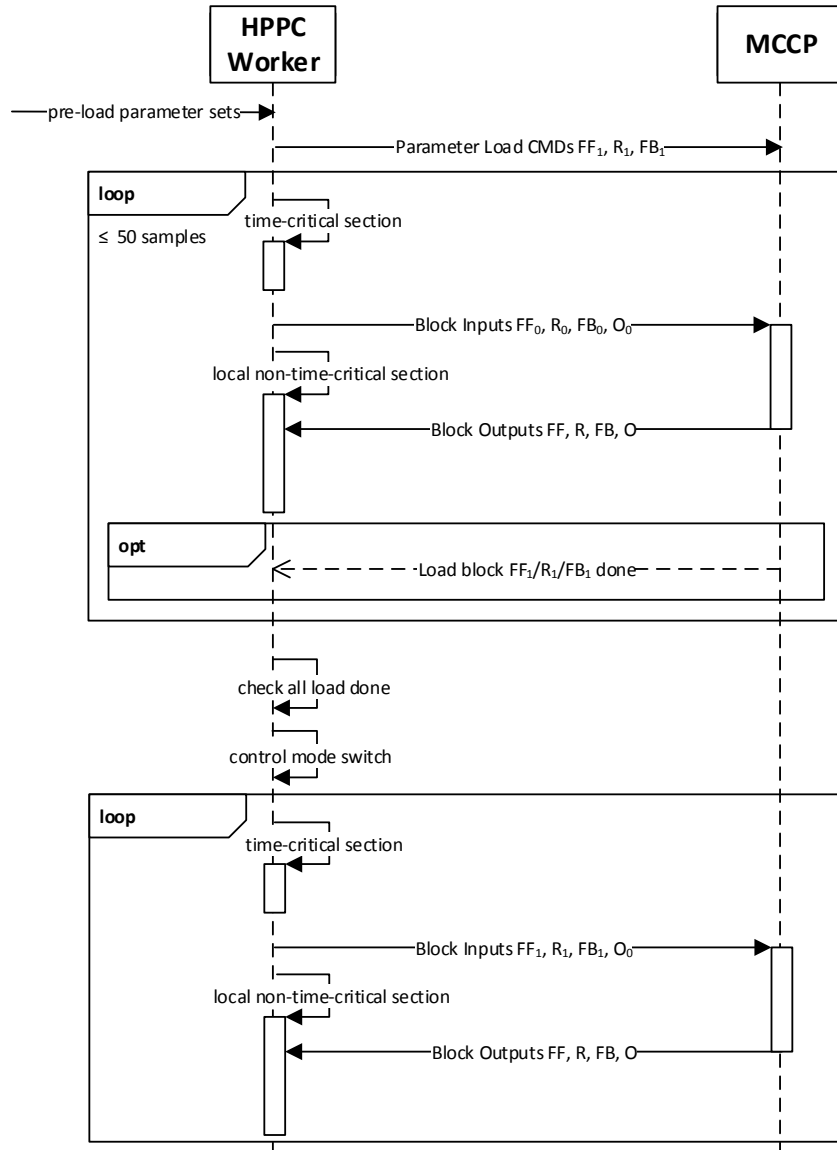 HPPC
Worker
MCCP
pre-load parameter sets
Parameter Load CMDs FF₁, R₁, FB₁
loop
≤ 50 samples
time-critical section
Block Inputs FF₀, R₀, FB₀, O₀
local non-time-critical section
Block Outputs FF, R, FB, O
opt
Load block FF₁/R₁/FB₁ done
check all load done
control mode switch
loop
time-critical section
Block Inputs FF₁, R₁, FB₁, O₀
local non-time-critical section
Block Outputs FF, R, FB, O